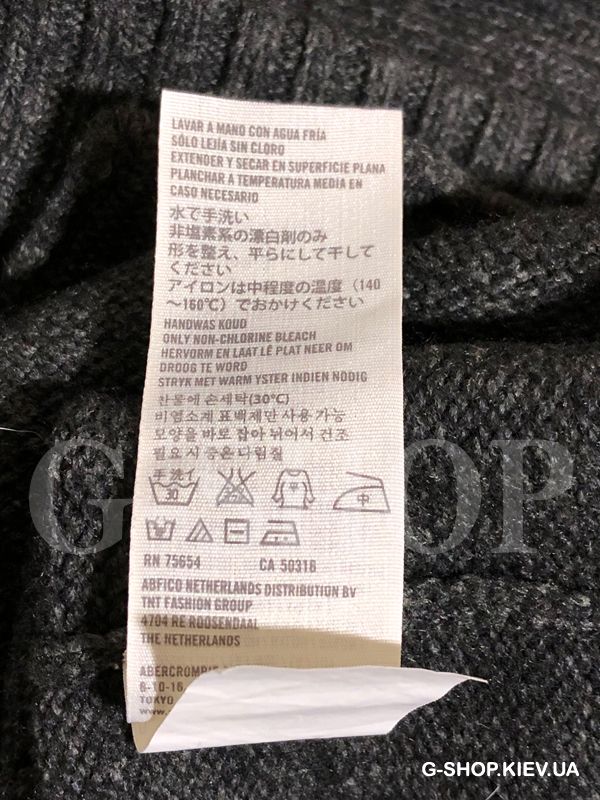 LAVAR A MANO CON AGUA FRÍA
SÓLO LEJÍA SIN CLORO
EXTENDER Y SECAR EN SUPERFICIE PLANA
PLANCHAR A TEMPERATURA MEDIA EN
CASO NECESARIO
水で手洗い
非塩素系の漂白剤のみ
形を整え、平らにして干して
ください
アイロンは中程度の温度（140
～160℃）でおかけください
HANDWAS KOUD
ONLY NON-CHLORINE BLEACH
HERVORM EN LAAT LÊ PLAT NEER OM
DROOG TE WORD
STRYK MET WARM YSTER INDIEN NODIG
찬물에 손세탁(30℃)
비염소계 표백제만 사용 가능
모양을 바로 잡아 뉘어서 건조
필요시 중온 다림질
手洗イ
30
中
RN 75654 CA 50316
ABFICO NETHERLANDS DISTRIBUTION BV
TNT FASHION GROUP
4704 RE ROOSENDAAL
THE NETHERLANDS
ABERCROMBIE
6-10-16
TOKYO
G-SHOP.KIEV.UA